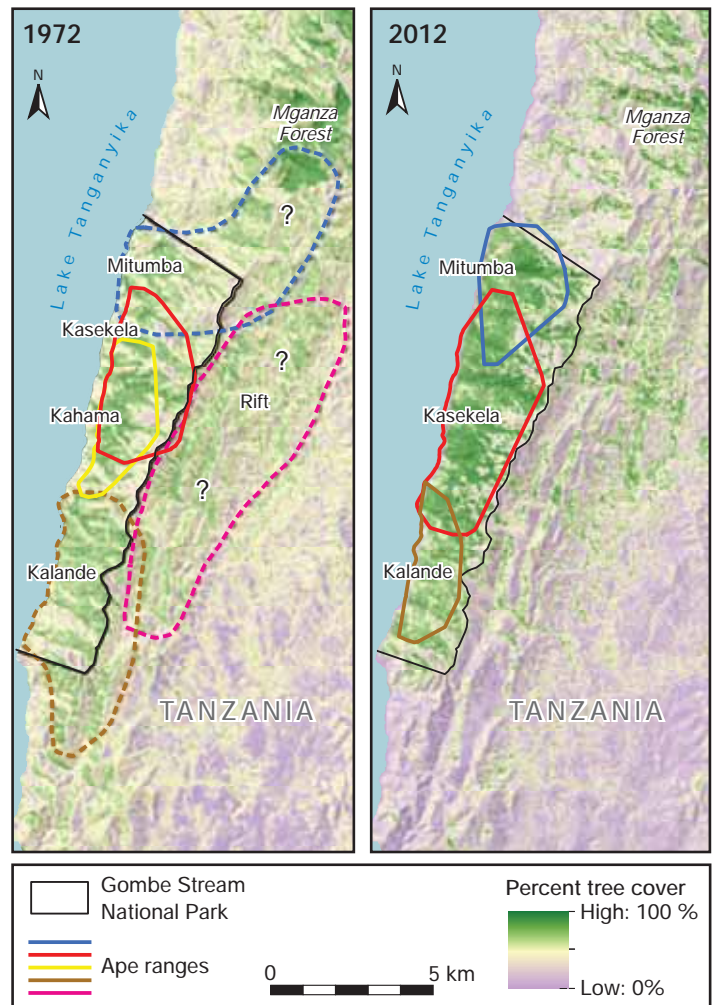 1972
N
Lake Tanganyika
Mganza
Forest
?
Mitumba
Kasekela
?
Rift
Kahama
?
Kalande
TANZANIA
2012
N
Lake Tanganyika
Mganza
Forest
Mitumba
Kasekela
Kalande
TANZANIA
Gombe Stream
National Park
Ape ranges
0 5 km
Percent tree cover
High: 100 %
Low: 0%